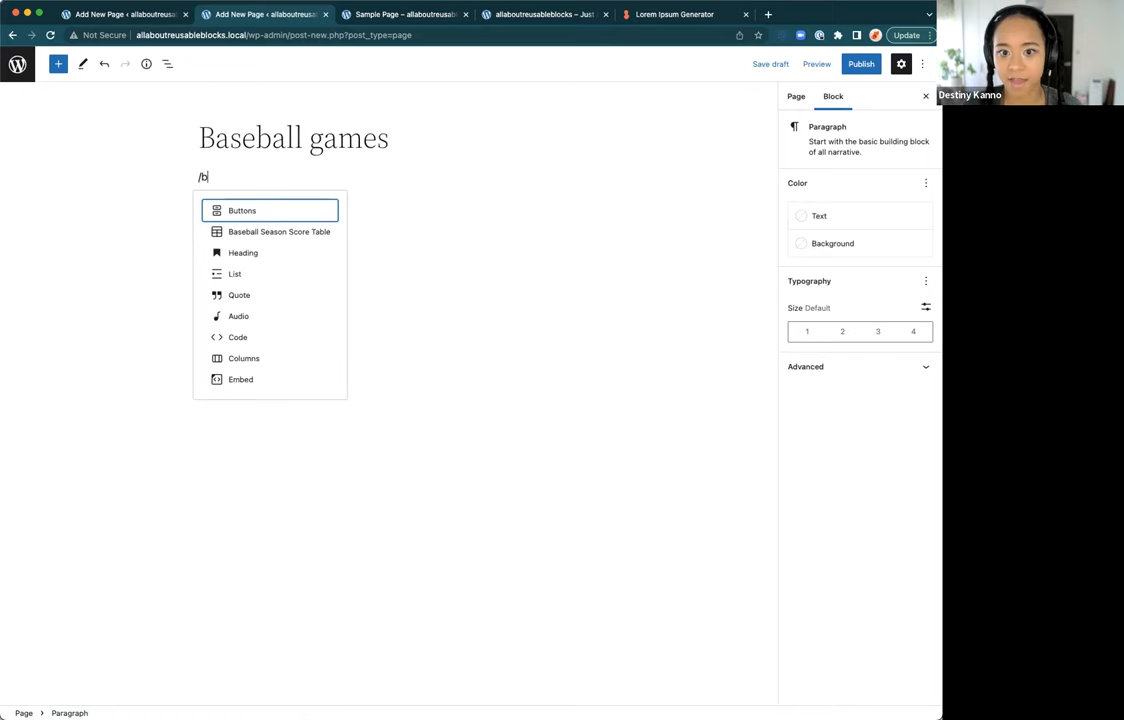 Add New Page ‹ allaboutreusa
Add New Page ‹ allaboutreusab
Sample Page – allaboutreusab
allaboutreusableblocks – Just
Lorem Ipsum Generator
Not Secure
allaboutreusableblocks.local/wp-admin/post-new.php?post_type=page
Update
Save draft
Preview
Publish
Destiny Kanno
Page
Block
Paragraph
Start with the basic building block
of all narrative.
Baseball games
/b
Buttons
Baseball Season Score Table
Heading
List
Quote
Audio
Code
Columns
Embed
Color
Text
Background
Typography
Size Default
1 2 3 4
Advanced
Page › Paragraph